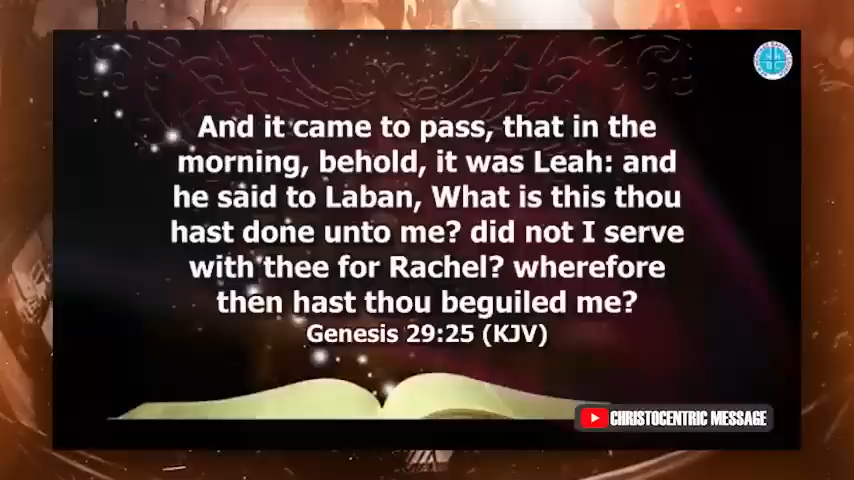 And it came to pass, that in the
morning, behold, it was Leah: and
he said to Laban, What is this thou
hast done unto me? did not I serve
with thee for Rachel? wherefore
then hast thou beguiled me?
Genesis 29:25 (KJV)
CHRISTOCENTRIC MESSAGE